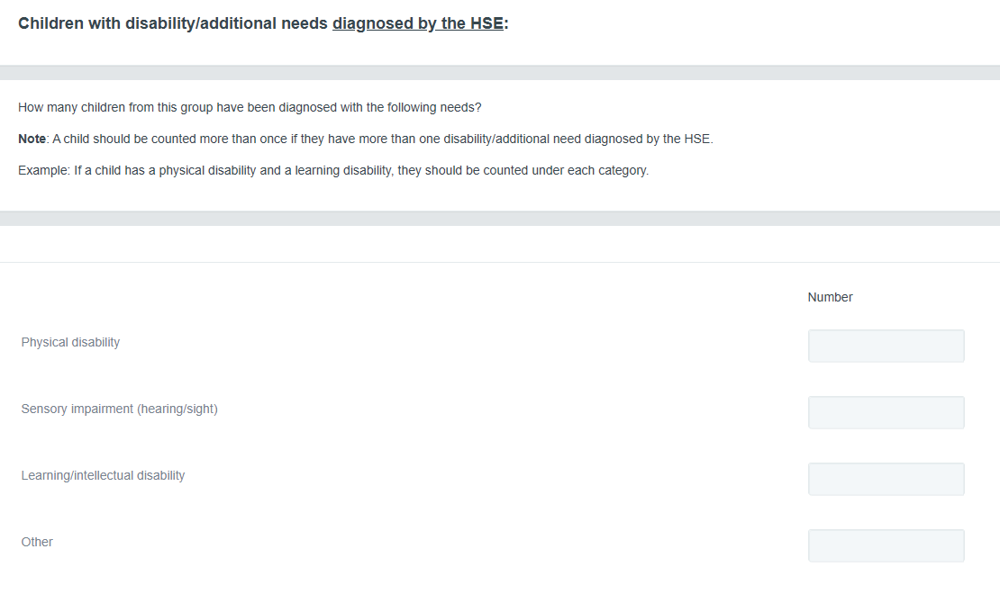 Children with disability/additional needs diagnosed by the HSE:
How many children from this group have been diagnosed with the following needs?
Note: A child should be counted more than once if they have more than one disability/additional need diagnosed by the HSE.
Example: If a child has a physical disability and a learning disability, they should be counted under each category.
Number
Physical disability
Sensory impairment (hearing/sight)
Learning/intellectual disability
Other